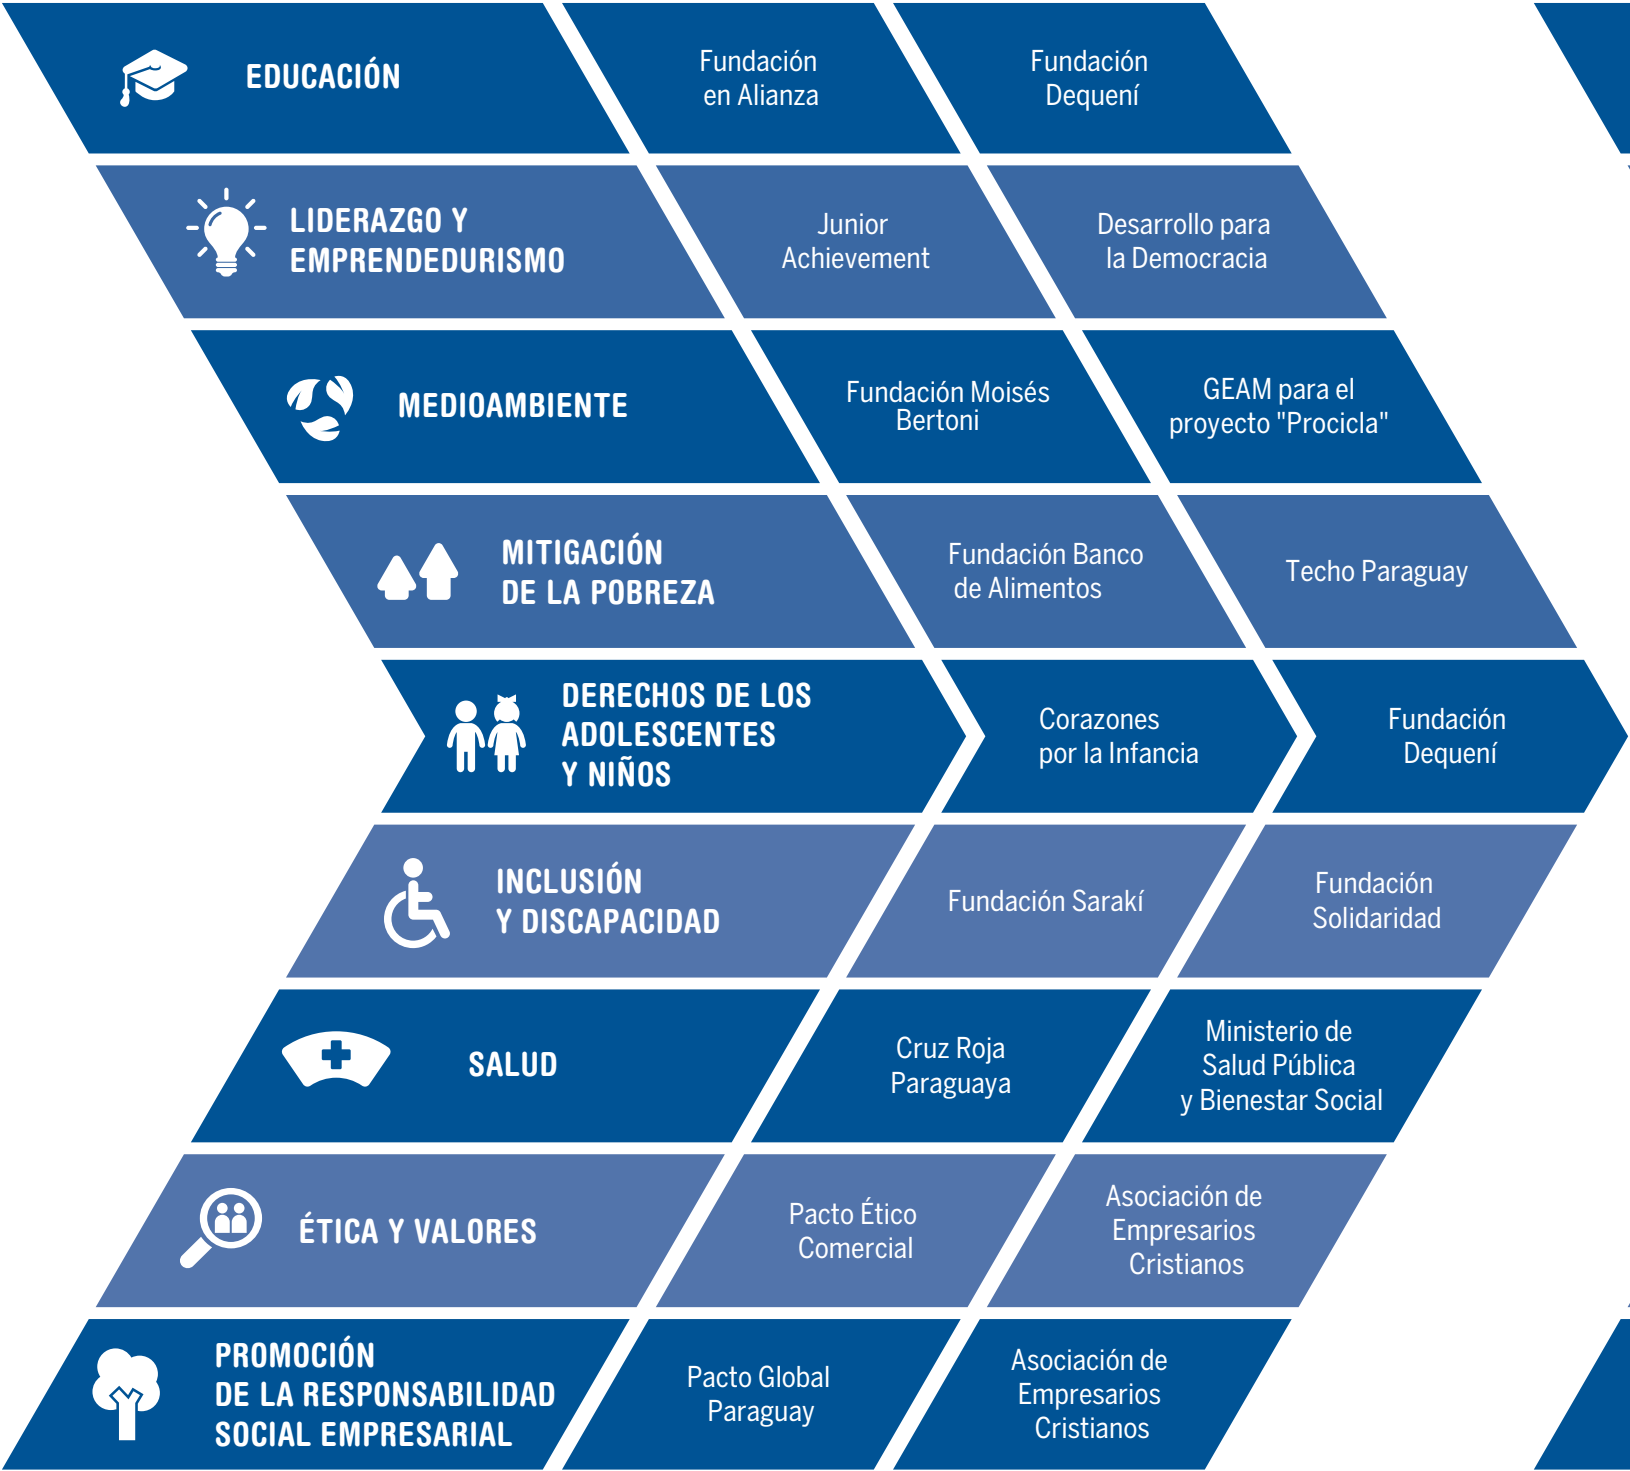 EDUCACIÓN
Fundación
en Alianza
Fundación
Dequení
LIDERAZGO Y
EMPRENDEDURISMO
Junior
Achievement
Desarrollo para
la Democracia
MEDIOAMBIENTE
Fundación Moisés
Bertoni
GEAM para el
proyecto "Procicla"
MITIGACIÓN
DE LA POBREZA
Fundación Banco
de Alimentos
Techo Paraguay
DERECHOS DE LOS
ADOLESCENTES
Y NIÑOS
Corazones
por la Infancia
Fundación
Dequení
INCLUSIÓN
Y DISCAPACIDAD
Fundación Sarakí
Fundación
Solidaridad
SALUD
Cruz Roja
Paraguaya
Ministerio de
Salud Pública
y Bienestar Social
ÉTICA Y VALORES
Pacto Ético
Comercial
Asociación de
Empresarios
Cristianos
PROMOCIÓN
DE LA RESPONSABILIDAD
SOCIAL EMPRESARIAL
Pacto Global
Paraguay
Asociación de
Empresarios
Cristianos